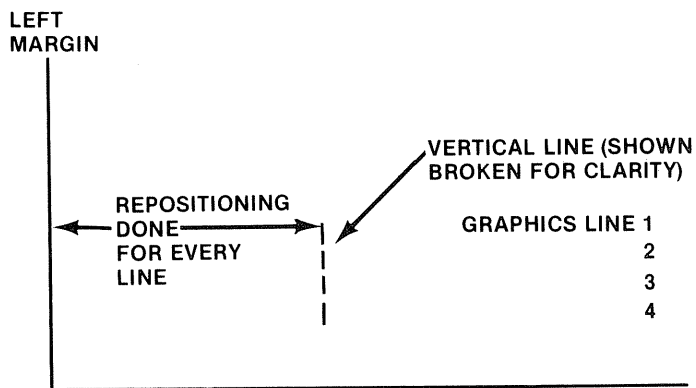 LEFT
MARGIN
VERTICAL LINE (SHOWN
BROKEN FOR CLARITY)
REPOSITIONING
DONE
FOR EVERY
LINE
GRAPHICS LINE 1
2
3
4